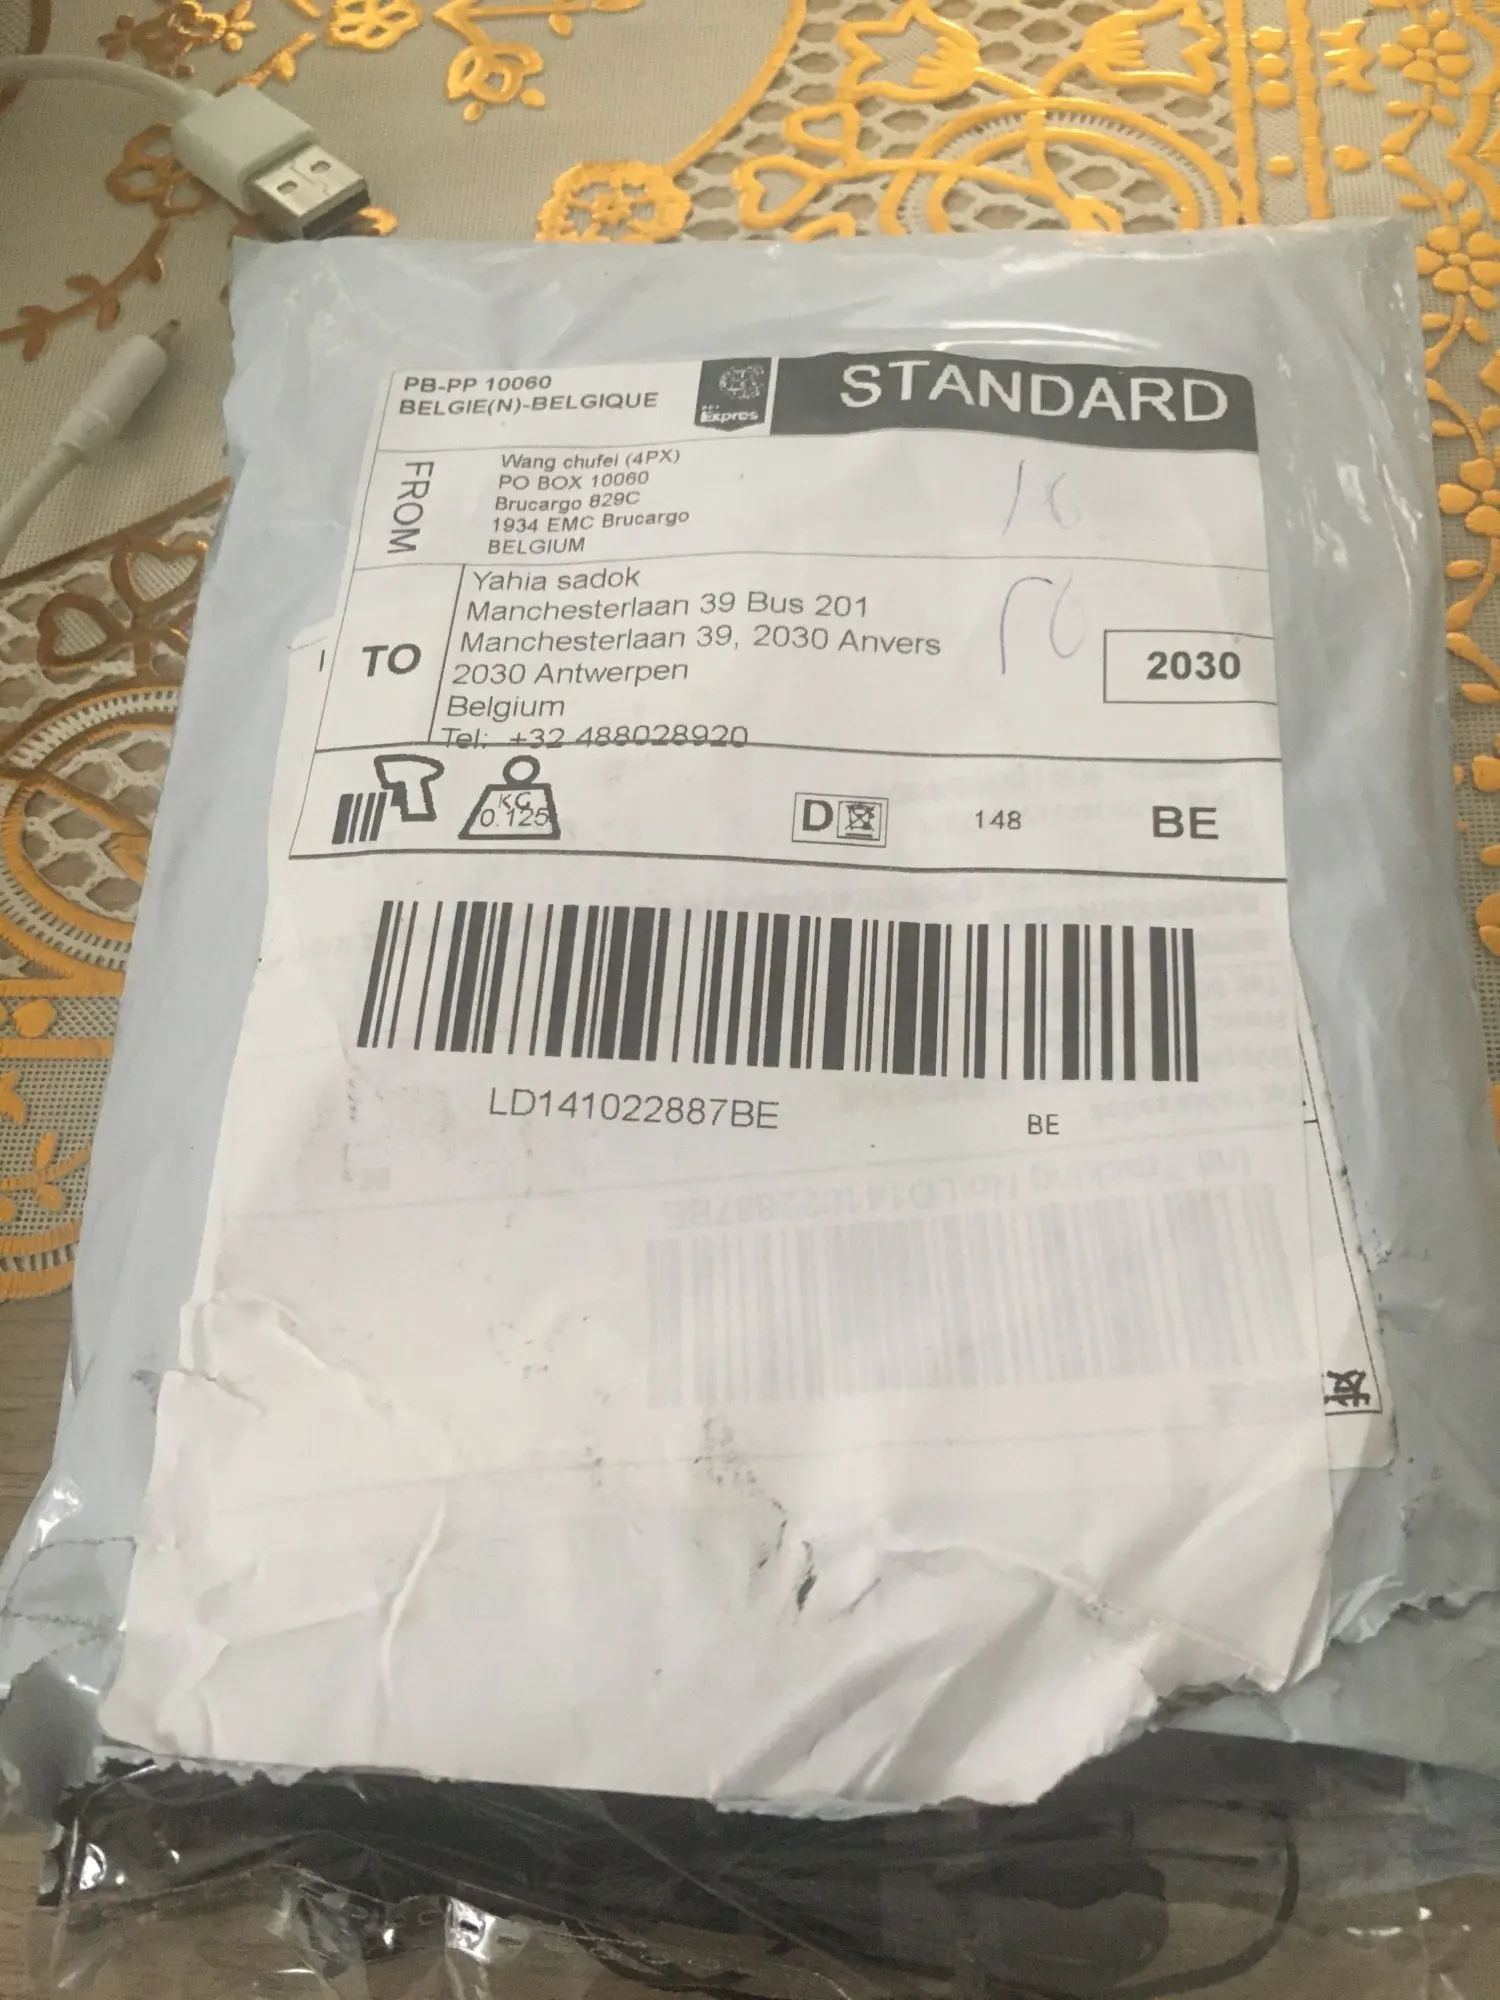 PB-PP 10060
BELGIE(N)-BELGIQUE
Expres
STANDARD
FROM
Wang chufei (4PX)
PO BOX 10060
Brucargo 829C
1934 EMC Brucargo
BELGIUM
TO
Yahia sadok
Manchesterlaan 39 Bus 201
Manchesterlaan 39, 2030 Anvers
2030 Antwerpen
Belgium
Tel: +32 488028920
2030
KG
0.125
D
148
BE
LD141022887BE
BE